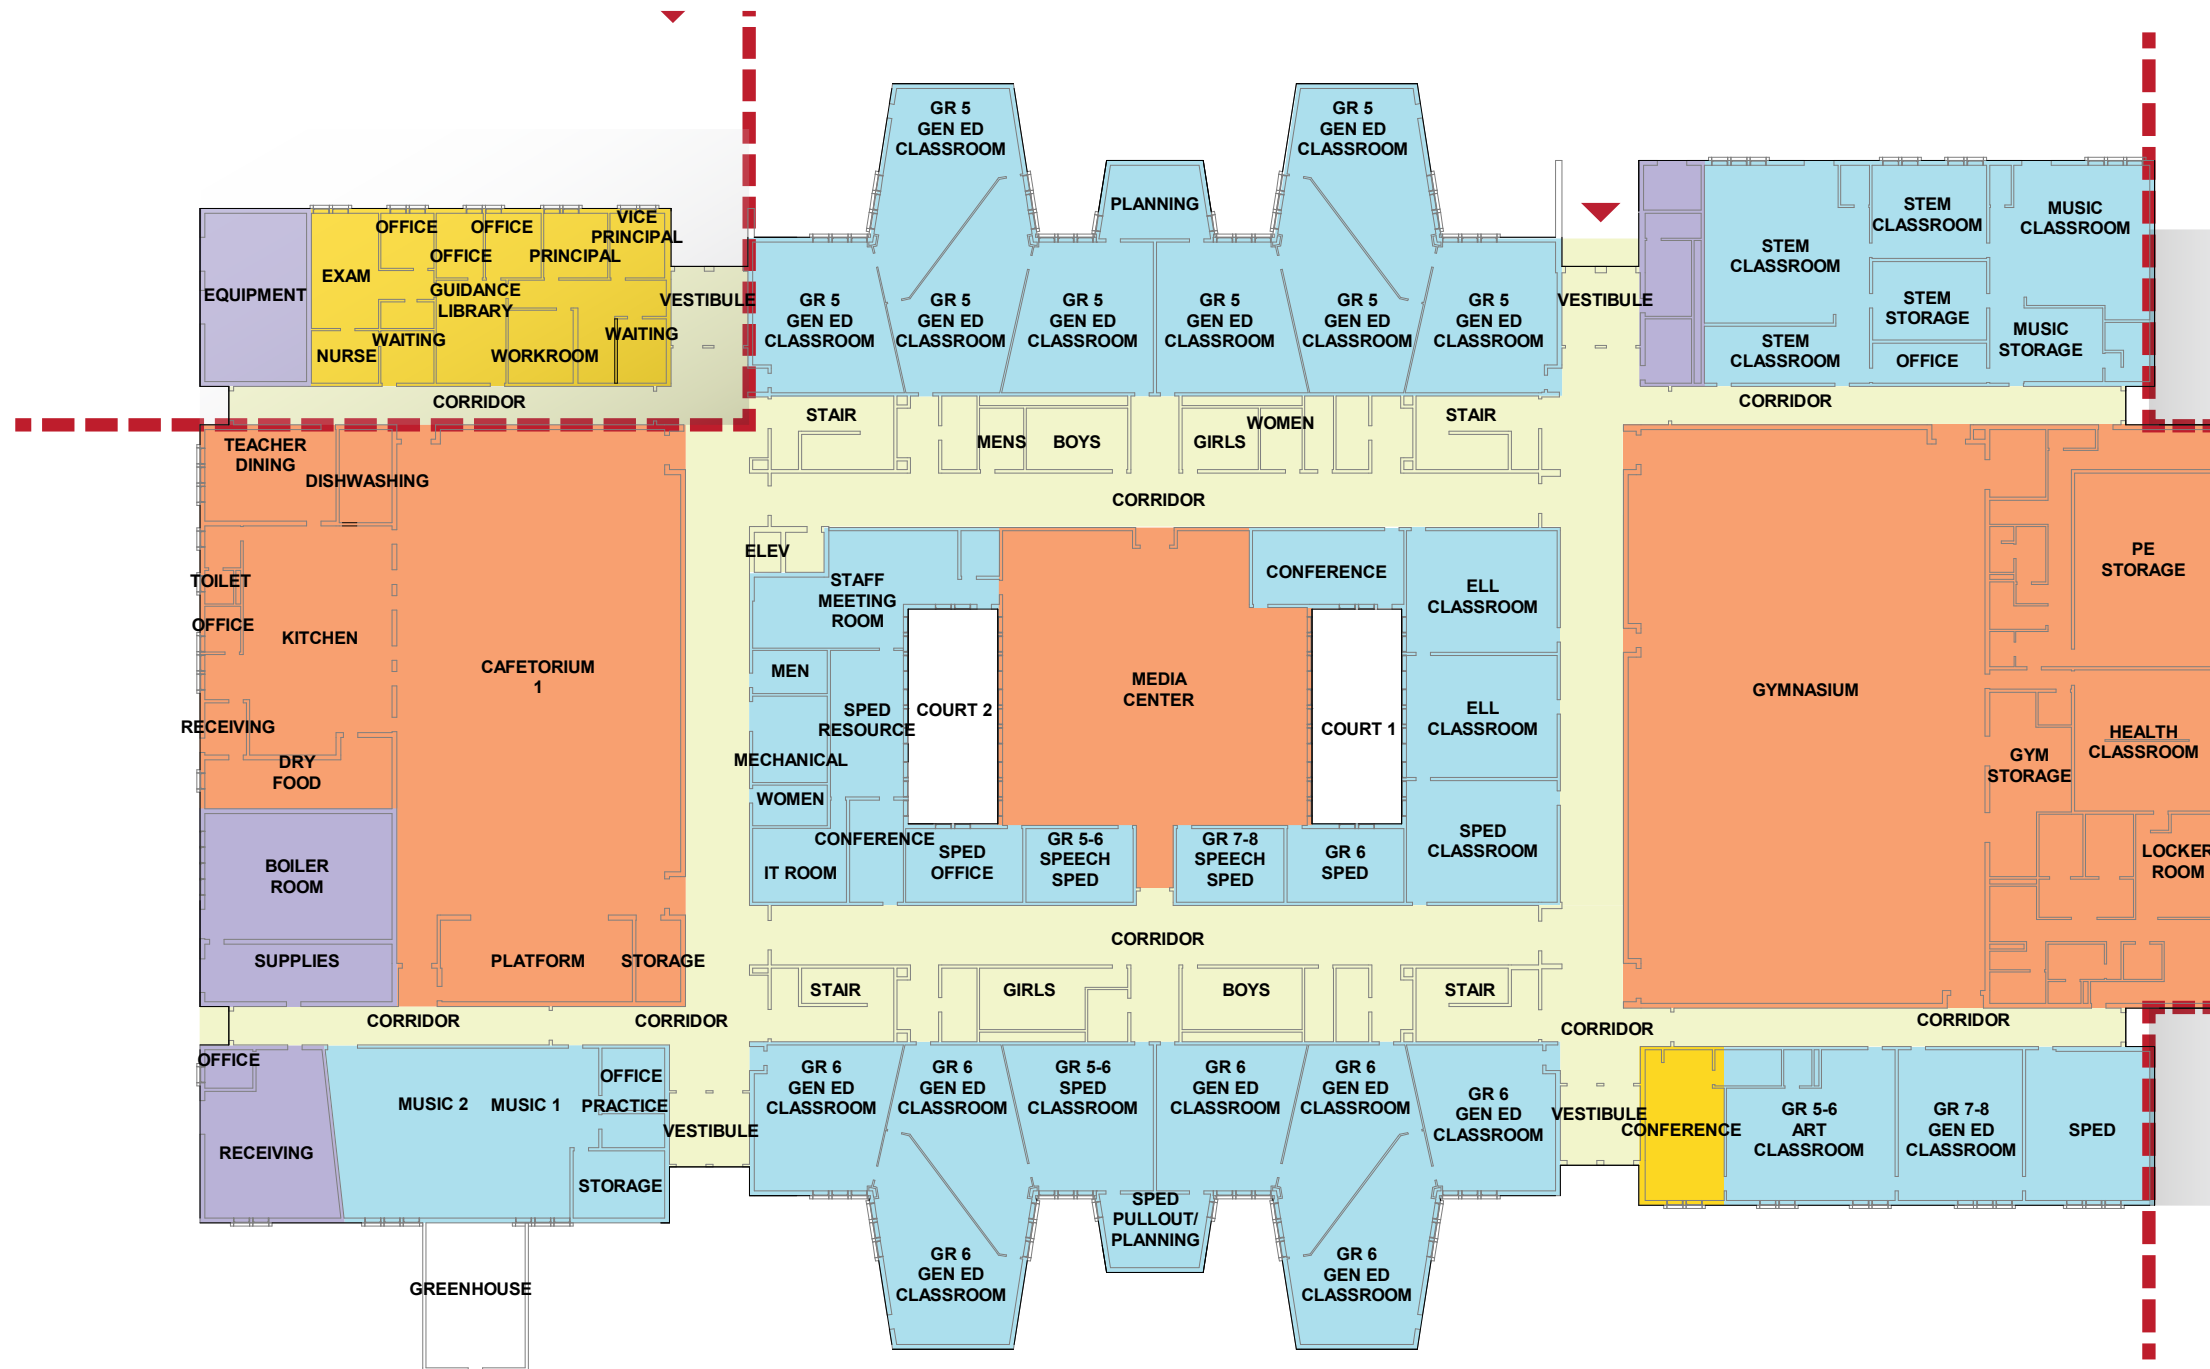 GR 5
GEN ED
CLASSROOM
GR 5
GEN ED
CLASSROOM
PLANNING
OFFICE
OFFICE
VICE
PRINCIPAL
OFFICE
PRINCIPAL
EXAM
EQUIPMENT
GUIDANCE
LIBRARY
WAITING
NURSE
WORKROOM
WAITING
VESTIBULE
CORRIDOR
GR 5
GEN ED
CLASSROOM
GR 5
GEN ED
CLASSROOM
GR 5
GEN ED
CLASSROOM
GR 5
GEN ED
CLASSROOM
GR 5
GEN ED
CLASSROOM
GR 5
GEN ED
CLASSROOM
VESTIBULE
STEM
CLASSROOM
STEM
CLASSROOM
MUSIC
CLASSROOM
STEM
STORAGE
STEM
CLASSROOM
OFFICE
MUSIC
STORAGE
CORRIDOR
STAIR
MENS
BOYS
GIRLS
WOMEN
STAIR
CORRIDOR
TEACHER
DINING
DISHWASHING
TOILET
OFFICE
KITCHEN
CAFETORIUM
1
RECEIVING
DRY
FOOD
BOILER
ROOM
SUPPLIES
PLATFORM
STORAGE
ELEV
STAFF
MEETING
ROOM
MEN
SPED
RESOURCE
MECHANICAL
WOMEN
CONFERENCE
IT ROOM
COURT 2
MEDIA
CENTER
COURT 1
CONFERENCE
ELL
CLASSROOM
ELL
CLASSROOM
SPED
CLASSROOM
SPED
OFFICE
GR 5-6
SPEECH
SPED
GR 7-8
SPEECH
SPED
GR 6
SPED
GYMNASIUM
PE
STORAGE
HEALTH
CLASSROOM
GYM
STORAGE
LOCKER
ROOM
CORRIDOR
STAIR
GIRLS
BOYS
STAIR
CORRIDOR
CORRIDOR
CORRIDOR
CORRIDOR
OFFICE
RECEIVING
MUSIC 2
MUSIC 1
OFFICE
PRACTICE
STORAGE
VESTIBULE
GREENHOUSE
GR 6
GEN ED
CLASSROOM
GR 6
GEN ED
CLASSROOM
GR 5-6
SPED
CLASSROOM
GR 6
GEN ED
CLASSROOM
GR 6
GEN ED
CLASSROOM
GR 6
GEN ED
CLASSROOM
VESTIBULE
CONFERENCE
GR 5-6
ART
CLASSROOM
GR 7-8
GEN ED
CLASSROOM
SPED
SPED
PULLOUT/
PLANNING
GR 6
GEN ED
CLASSROOM
GR 6
GEN ED
CLASSROOM